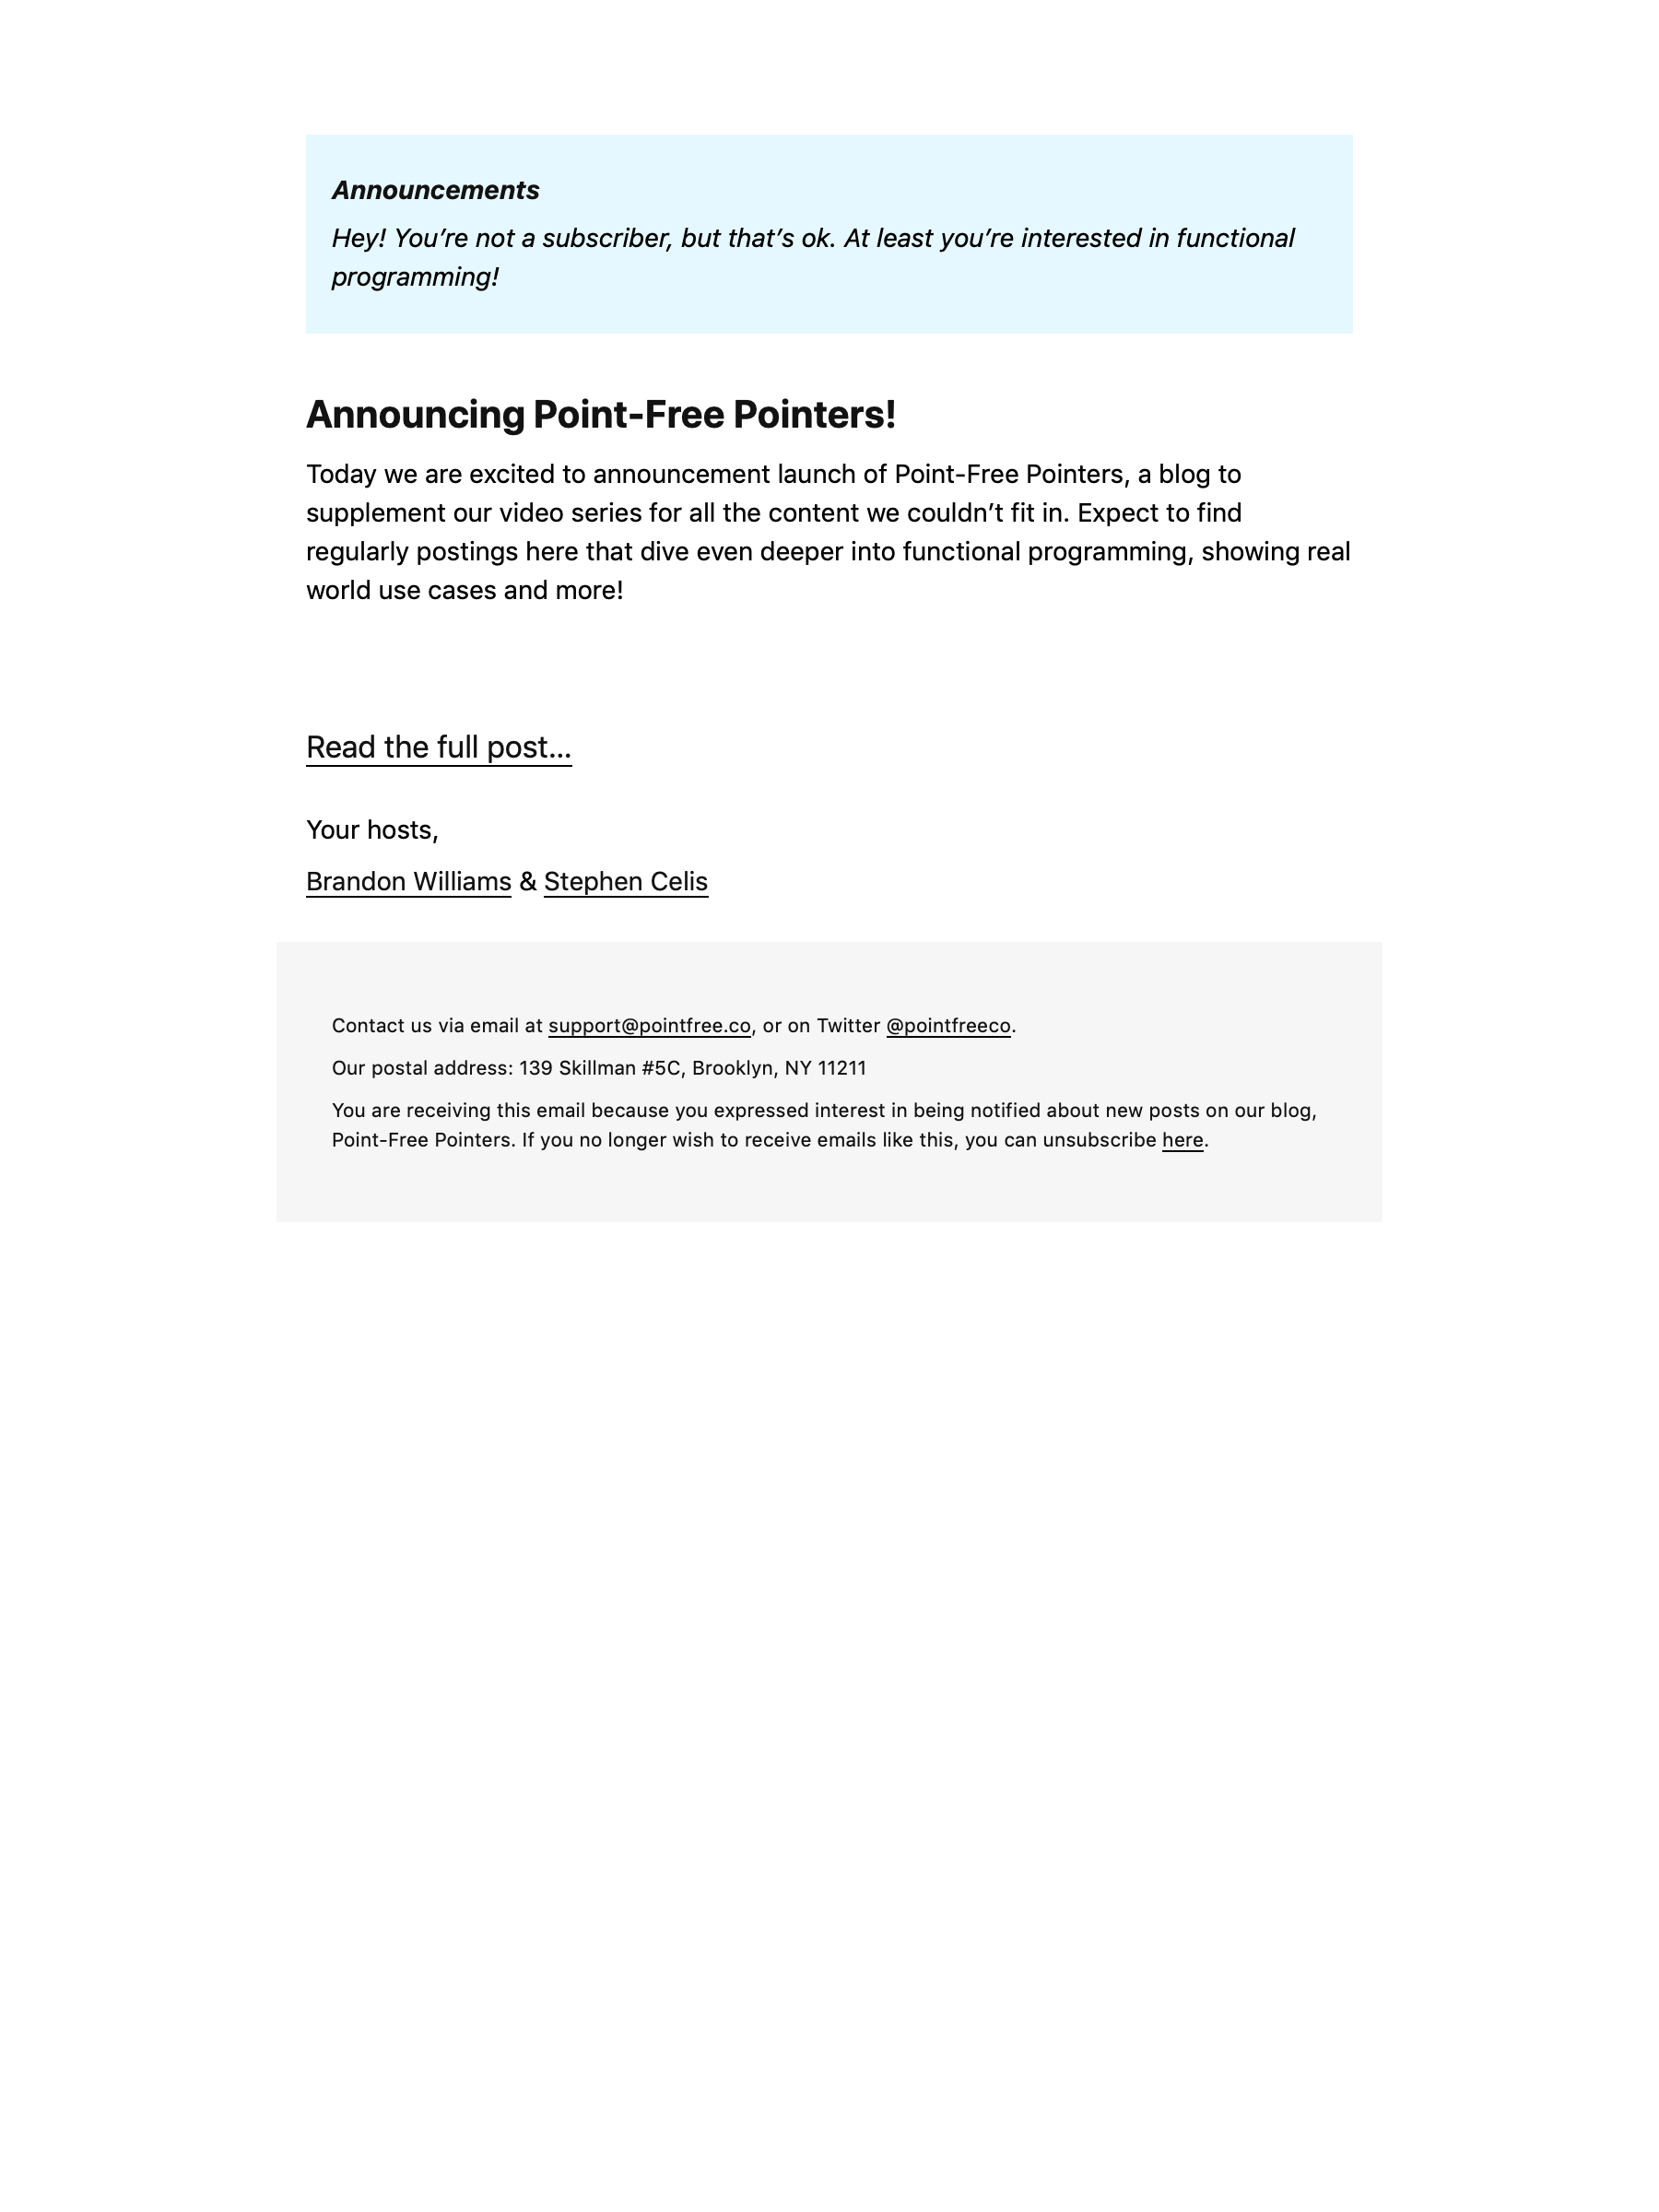 Announcements
Hey! You’re not a subscriber, but that’s ok. At least you’re interested in functional
programming!
Announcing Point-Free Pointers!
Today we are excited to announcement launch of Point-Free Pointers, a blog to
supplement our video series for all the content we couldn’t fit in. Expect to find
regularly postings here that dive even deeper into functional programming, showing real
world use cases and more!
Read the full post…
Your hosts,
Brandon Williams & Stephen Celis
Contact us via email at support@pointfree.co, or on Twitter @pointfreeco.
Our postal address: 139 Skillman #5C, Brooklyn, NY 11211
You are receiving this email because you expressed interest in being notified about new posts on our blog,
Point-Free Pointers. If you no longer wish to receive emails like this, you can unsubscribe here.